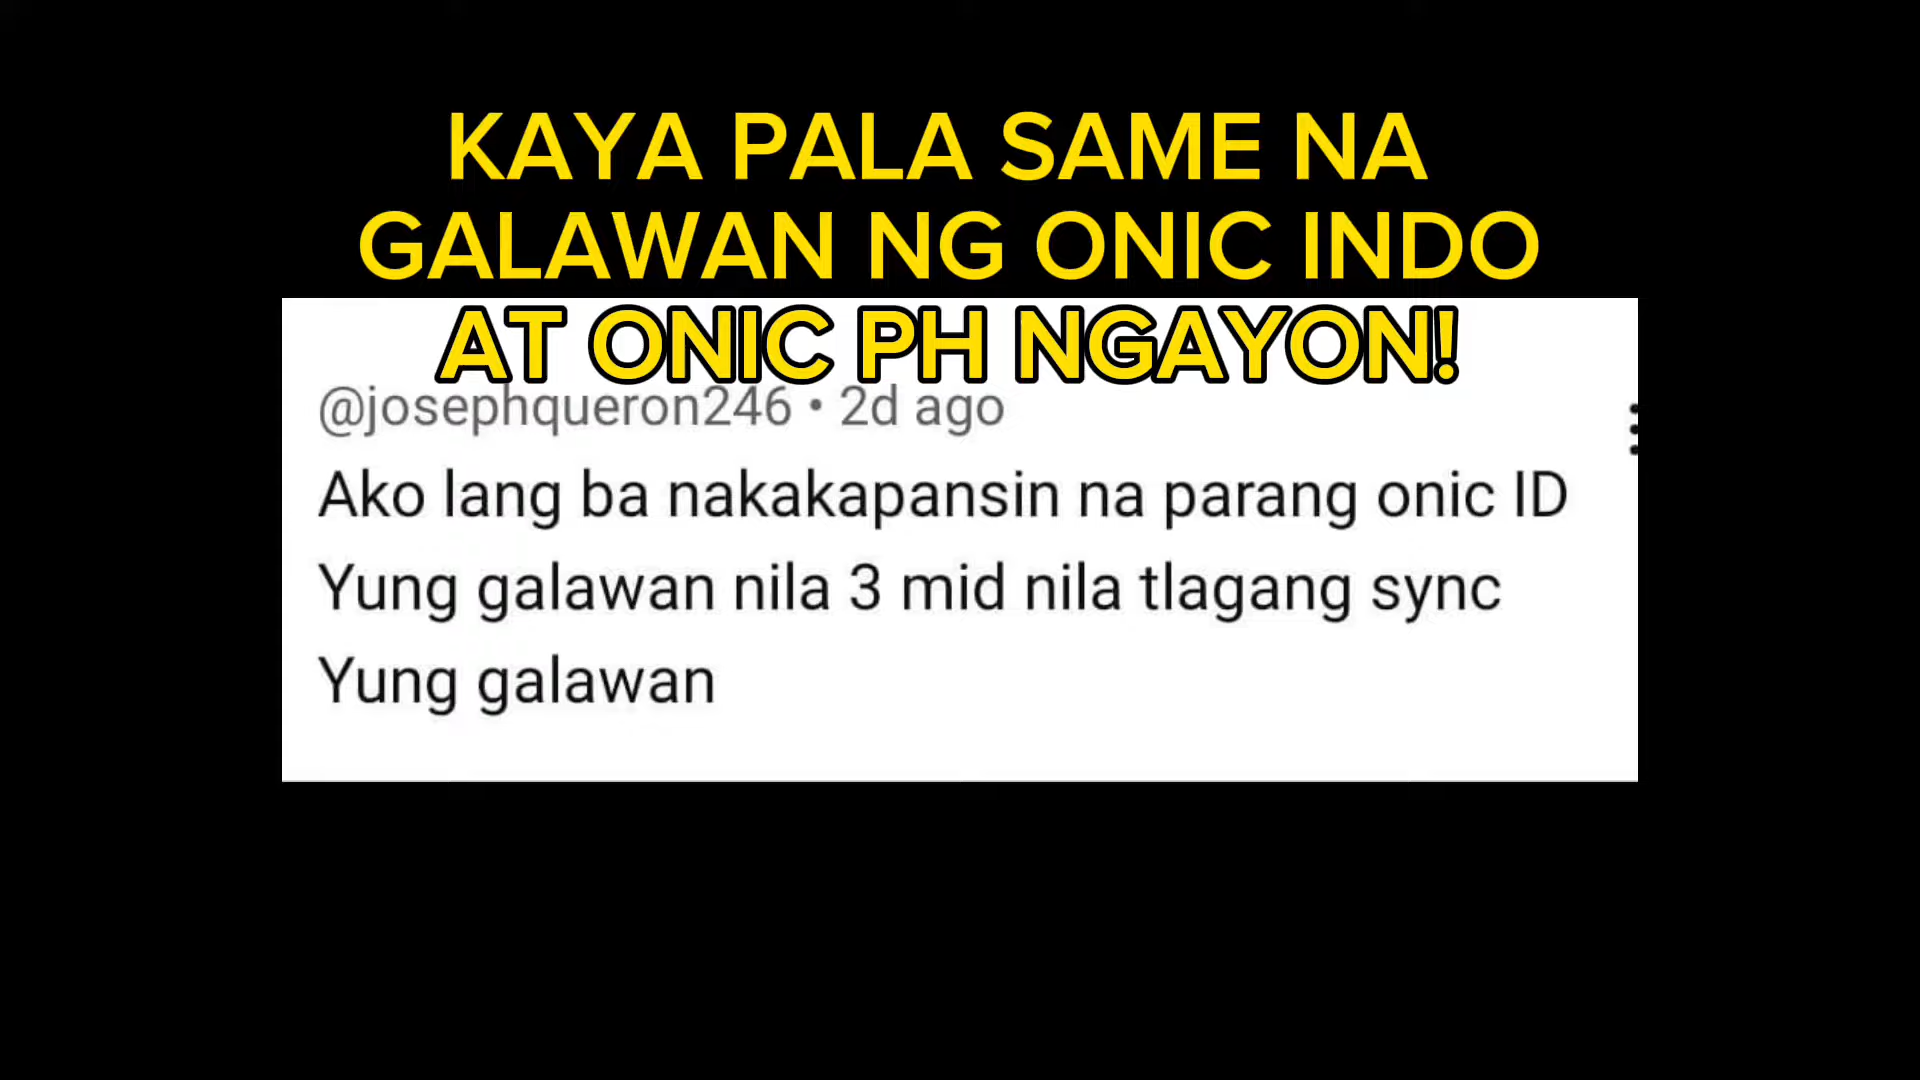 KAYA PALA SAME NA
GALAWAN NG ONIC INDO
AT ONIC PH NGAYON!
@josephqueron246 • 2d ago
Ako lang ba nakakapansin na parang onic ID
Yung galawan nila 3 mid nila tlagang sync
Yung galawan